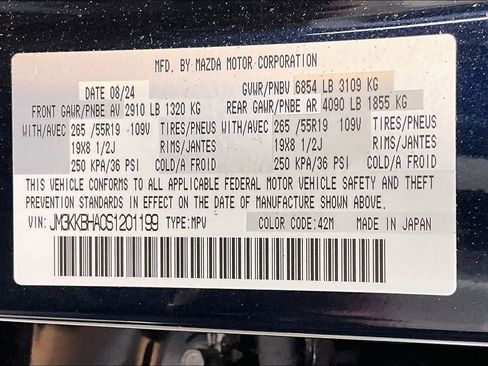 MFD. BY MAZDA MOTOR CORPORATION
DATE 08/24 GVWR/PNBV 6854 LB 3109 KG
FRONT GAWR/PNBE AV 2910 LB 1320 KG REAR GAWR/PNBE AR 4090 LB 1855 KG
WITH/AVEC 265 /55R19 109V TIRES/PNEUS WITH/AVEC 265 /55R19 109V TIRES/PNEUS
19X8 1/2J RIMS/JANTES 19X8 1/2J RIMS/JANTES
250 KPA/36 PSI COLD/A FROID 250 KPA/36 PSI COLD/A FROID
THIS VEHICLE CONFORMS TO ALL APPLICABLE FEDERAL MOTOR VEHICLE SAFETY AND THEFT
PREVENTION STANDARDS IN EFFECT ON THE DATE OF MANUFACTURE SHOWN ABOVE.
VIN: JM3KKBHA0S1201199 TYPE:MPV COLOR CODE:42M MADE IN JAPAN